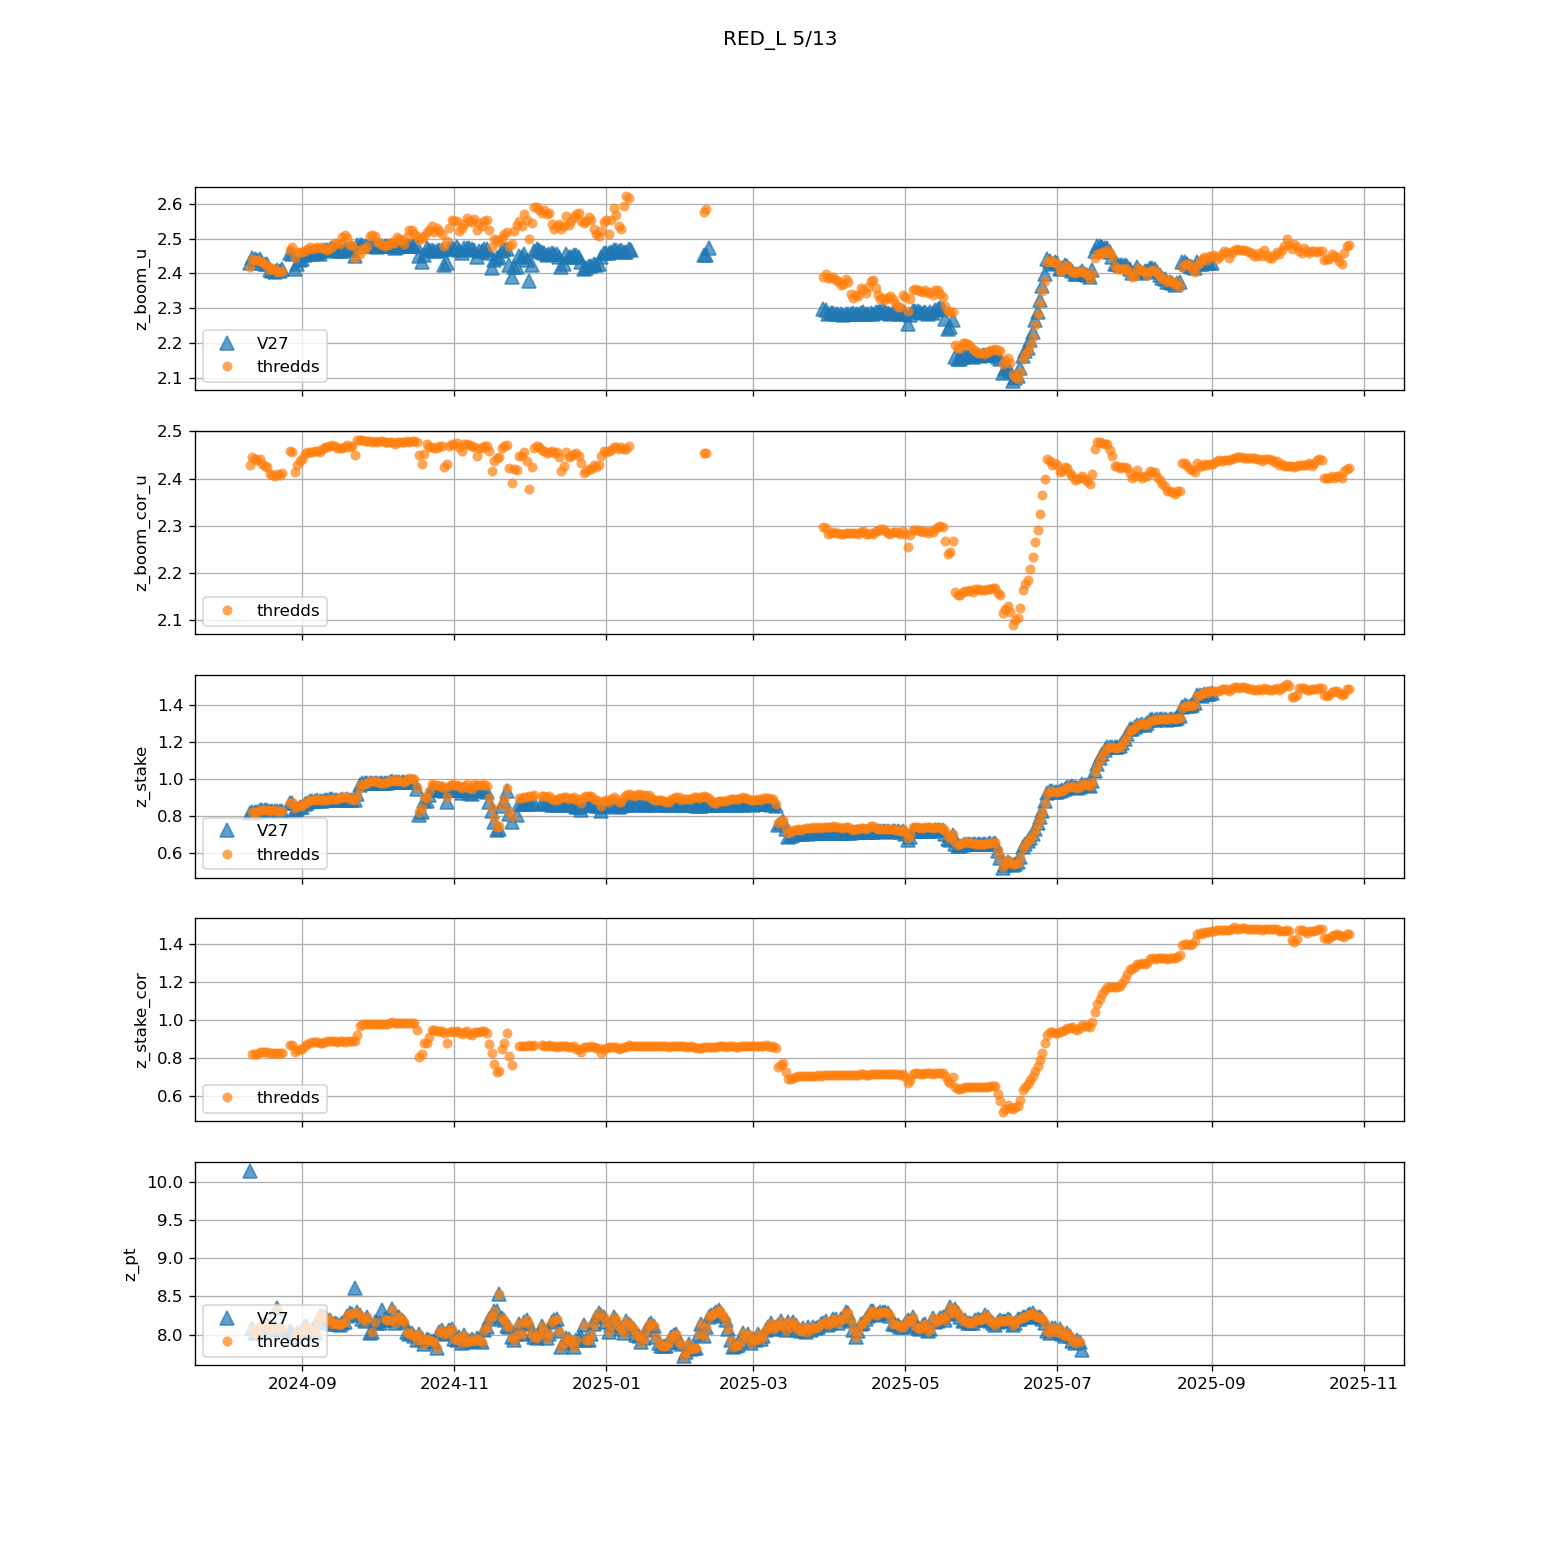 RED_L 5/13
2.6
2.5
2.4
2.3
2.2
2.1
z_boom_u
V27
thredds
2.5
2.4
2.3
2.2
2.1
z_boom_cor_u
thredds
1.4
1.2
1.0
0.8
0.6
z_stake
V27
thredds
1.4
1.2
1.0
0.8
0.6
z_stake_cor
thredds
10.0
9.5
9.0
8.5
8.0
z_pt
V27
thredds
2024-09 2024-11 2025-01 2025-03 2025-05 2025-07 2025-09 2025-11